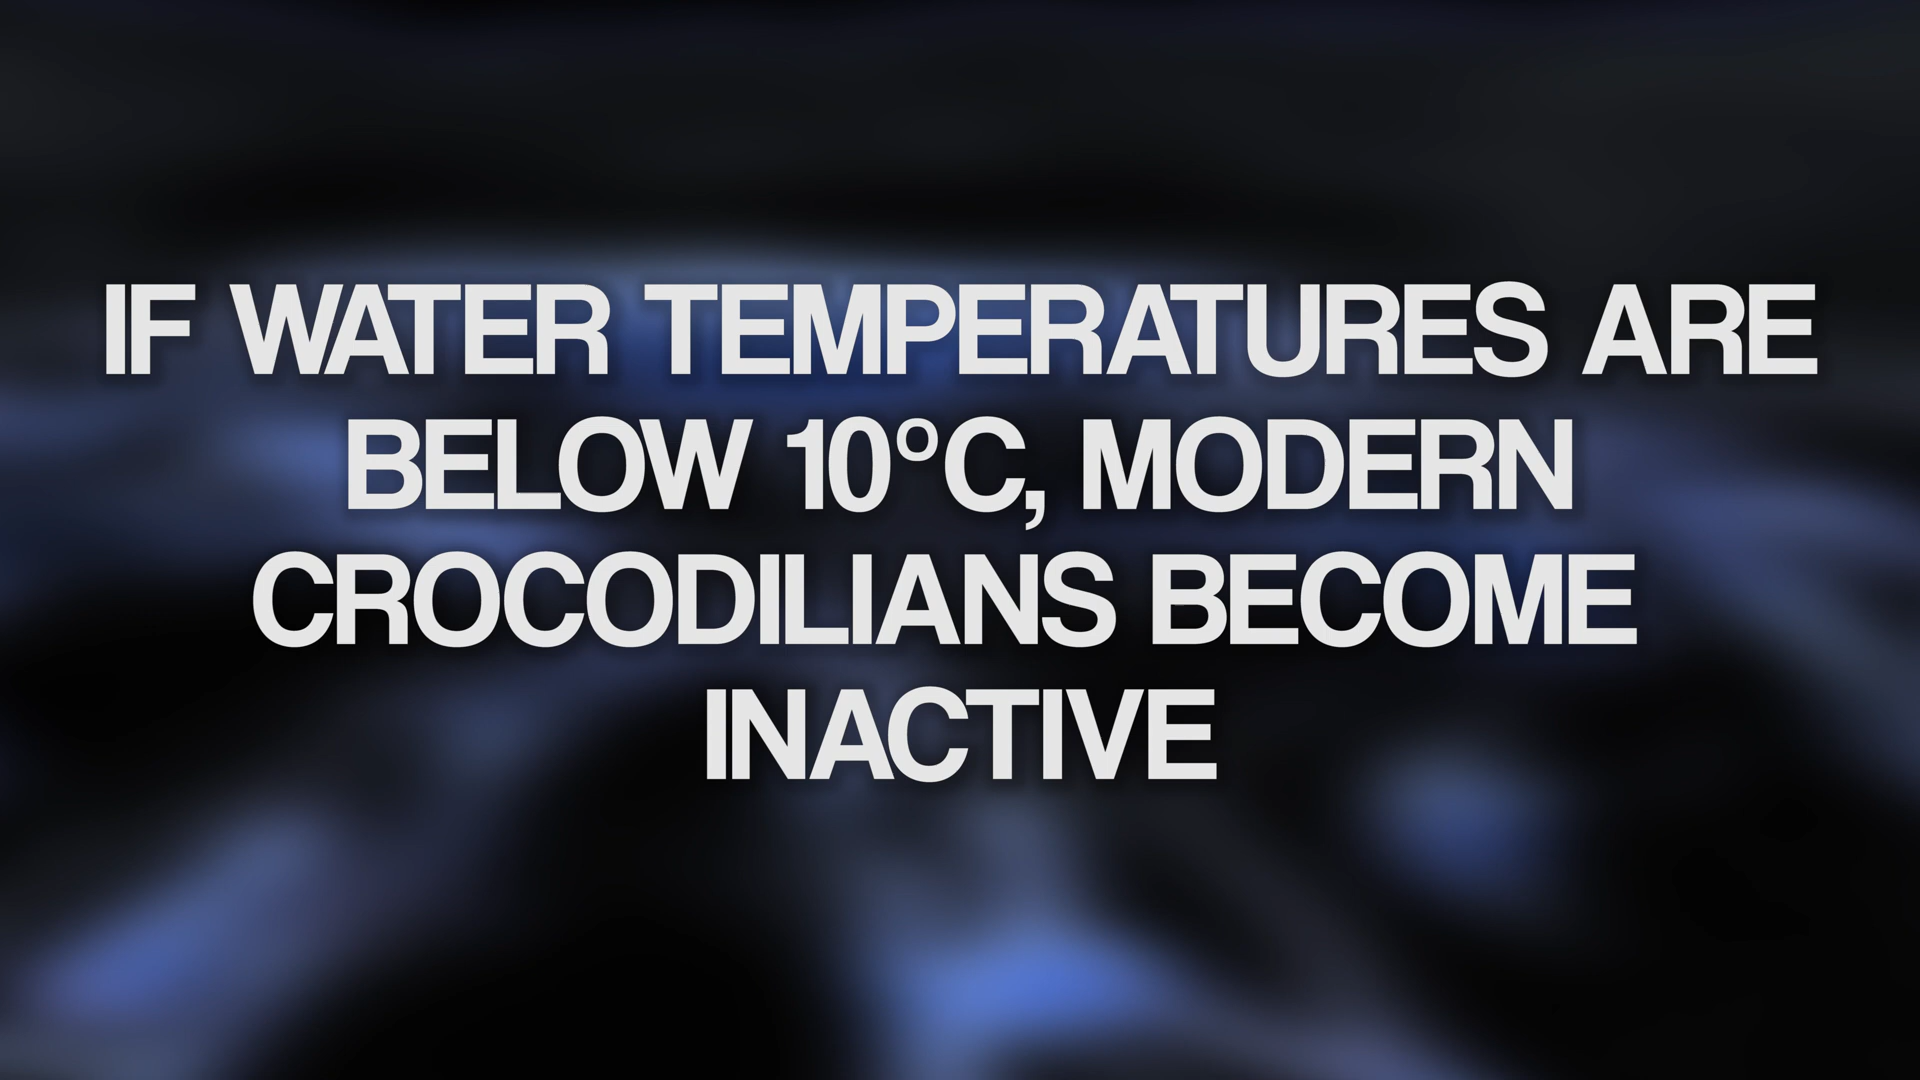 IF WATER TEMPERATURES ARE
BELOW 10°C, MODERN
CROCODILIANS BECOME
INACTIVE